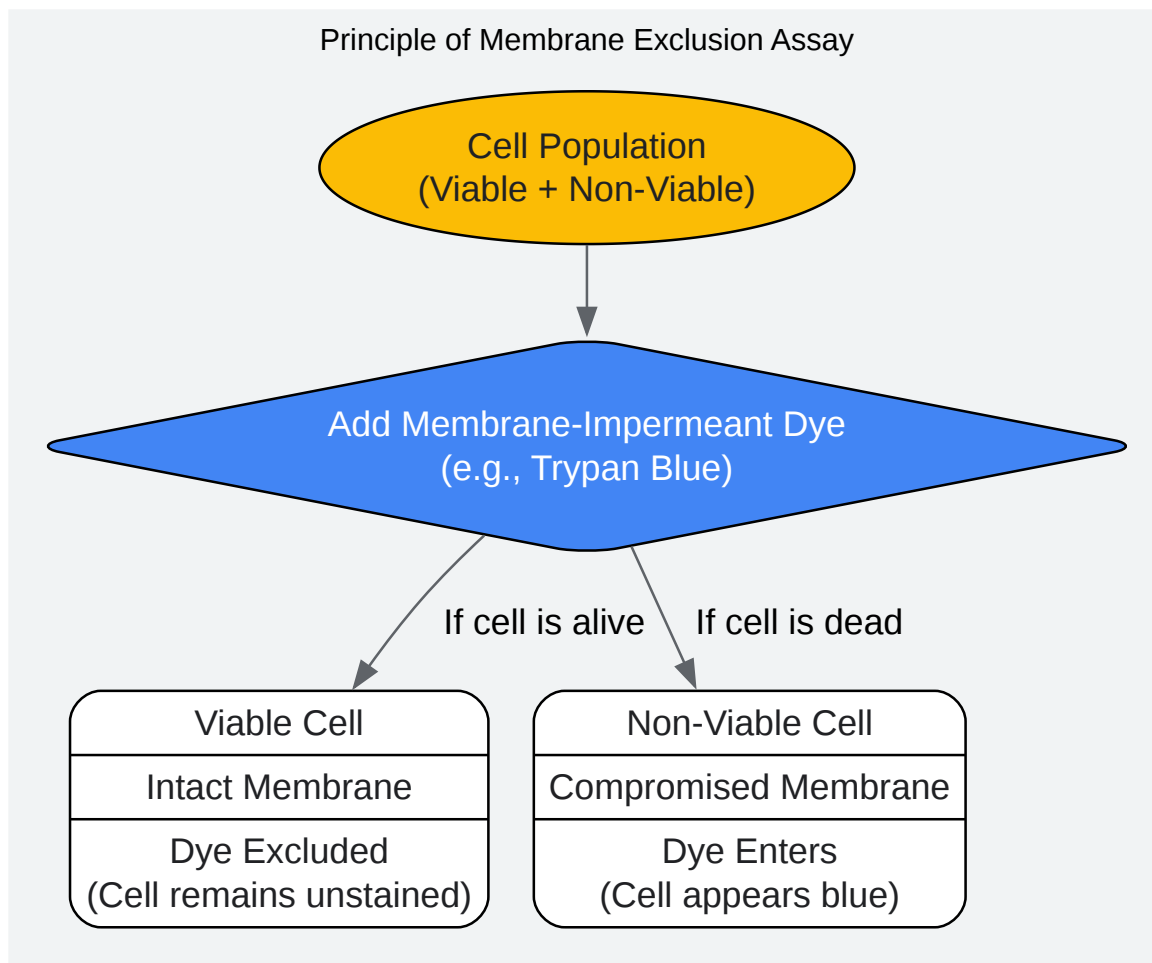 Principle of Membrane Exclusion Assay
Cell Population
(Viable + Non-Viable)
Add Membrane-Impermeant Dye
(e.g., Trypan Blue)
If cell is alive
If cell is dead
Viable Cell
Intact Membrane
Dye Excluded
(Cell remains unstained)
Non-Viable Cell
Compromised Membrane
Dye Enters
(Cell appears blue)